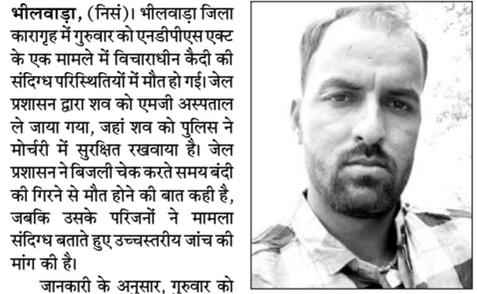 भीलवाड़ा, (निसं)। भीलवाड़ा जिला
कारागृह में गुरुवार को एनडीपीएस एक्ट
के एक मामले में विचाराधीन कैदी की
संदिग्ध परिस्थितियों में मौत हो गई। जेल
प्रशासन द्वारा शव को एमजी अस्पताल
ले जाया गया, जहां शव को पुलिस ने
मोर्चरी में सुरक्षित रखवाया है। जेल
प्रशासन ने बिजली चेक करते समय बंदी
की गिरने से मौत होने की बात कही है,
जबकि उसके परिजनों ने मामला
संदिग्ध बताते हुए उच्चस्तरीय जांच की
मांग की है।
जानकारी के अनुसार, गुरुवार को